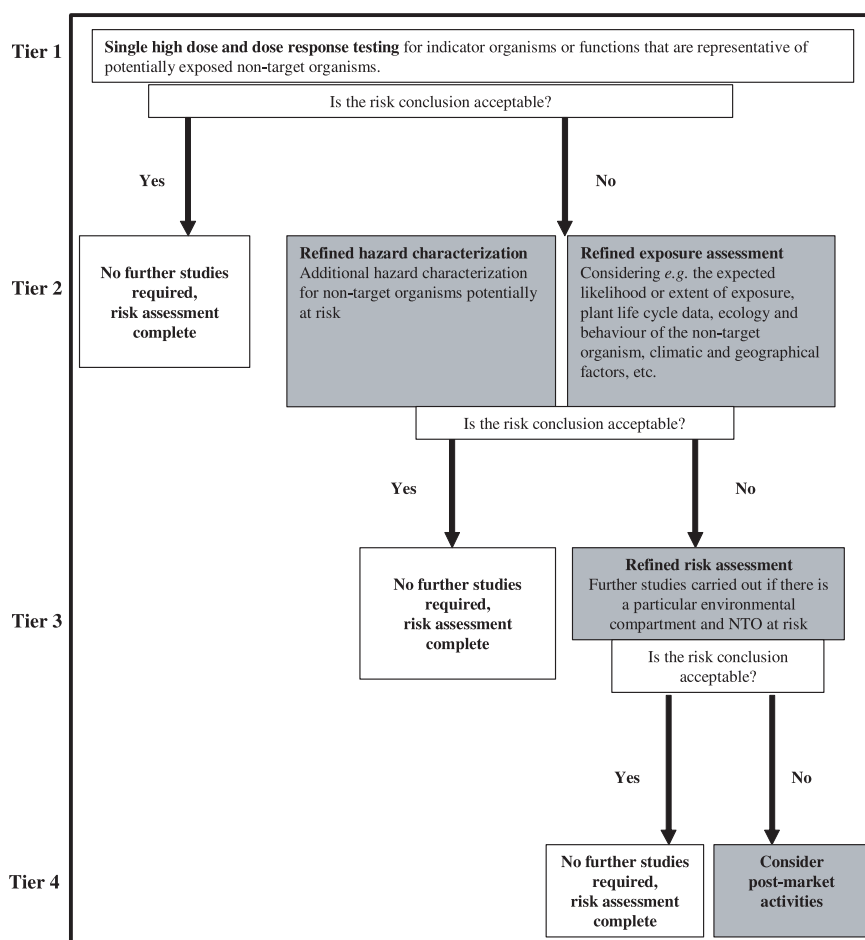 Tier 1
Single high dose and dose response testing for indicator organisms or functions that are representative of
potentially exposed non-target organisms.
Is the risk conclusion acceptable?
Yes
No
Tier 2
No further studies
required,
risk assessment
complete
Refined hazard characterization
Additional hazard characterization
for non-target organisms potentially
at risk
Refined exposure assessment
Considering e.g. the expected
likelihood or extent of exposure,
plant life cycle data, ecology and
behaviour of the non-target
organism, climatic and geographical
factors, etc.
Is the risk conclusion acceptable?
Yes
No
Tier 3
No further studies
required,
risk assessment
complete
Refined risk assessment
Further studies carried out if there is
a particular environmental
compartment and NTO at risk
Is the risk conclusion
acceptable?
Yes
No
Tier 4
No further studies
required,
risk assessment
complete
Consider
post-market
activities